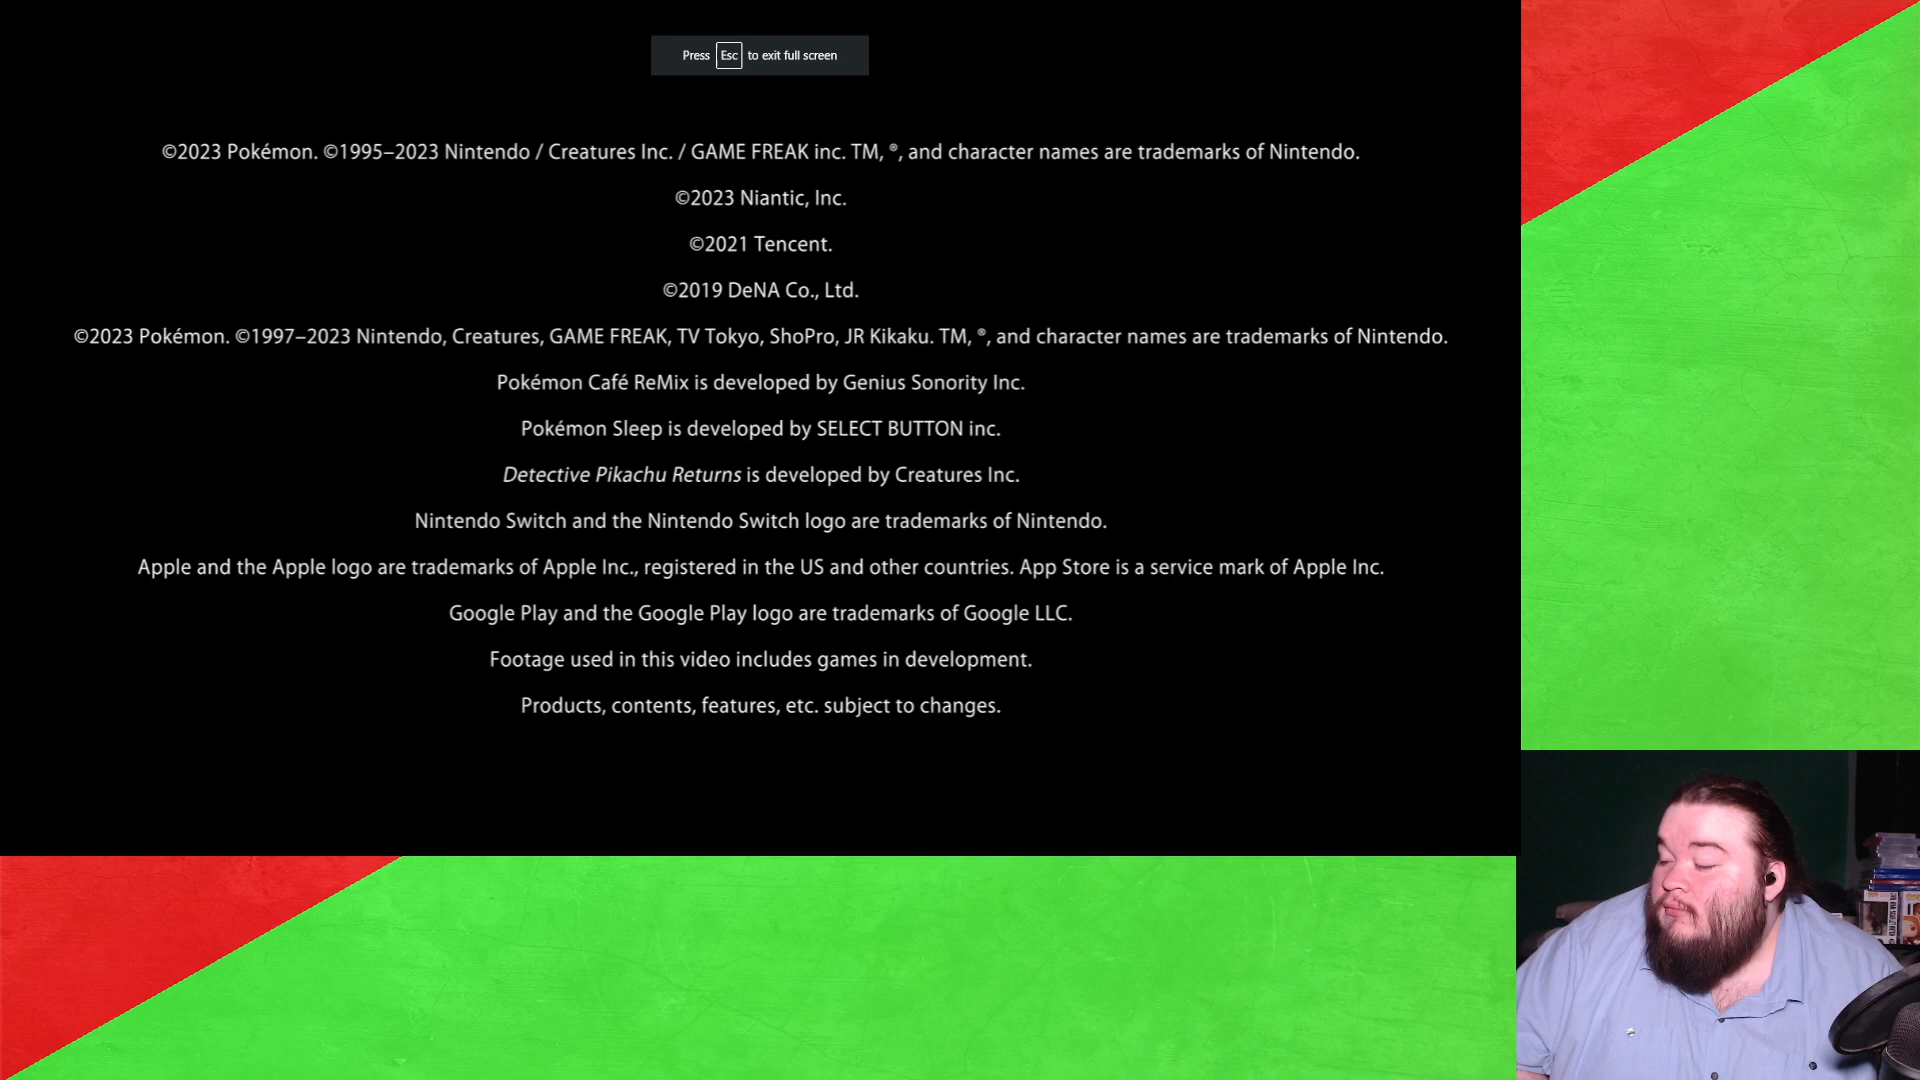 Press Esc to exit full screen
©2023 Pokémon. ©1995–2023 Nintendo / Creatures Inc. / GAME FREAK inc. TM, ®, and character names are trademarks of Nintendo.
©2023 Niantic, Inc.
©2021 Tencent.
©2019 DeNA Co., Ltd.
©2023 Pokémon. ©1997–2023 Nintendo, Creatures, GAME FREAK, TV Tokyo, ShoPro, JR Kikaku. TM, ®, and character names are trademarks of Nintendo.
Pokémon Café ReMix is developed by Genius Sonority Inc.
Pokémon Sleep is developed by SELECT BUTTON inc.
Detective Pikachu Returns is developed by Creatures Inc.
Nintendo Switch and the Nintendo Switch logo are trademarks of Nintendo.
Apple and the Apple logo are trademarks of Apple Inc., registered in the US and other countries. App Store is a service mark of Apple Inc.
Google Play and the Google Play logo are trademarks of Google LLC.
Footage used in this video includes games in development.
Products, contents, features, etc. subject to changes.